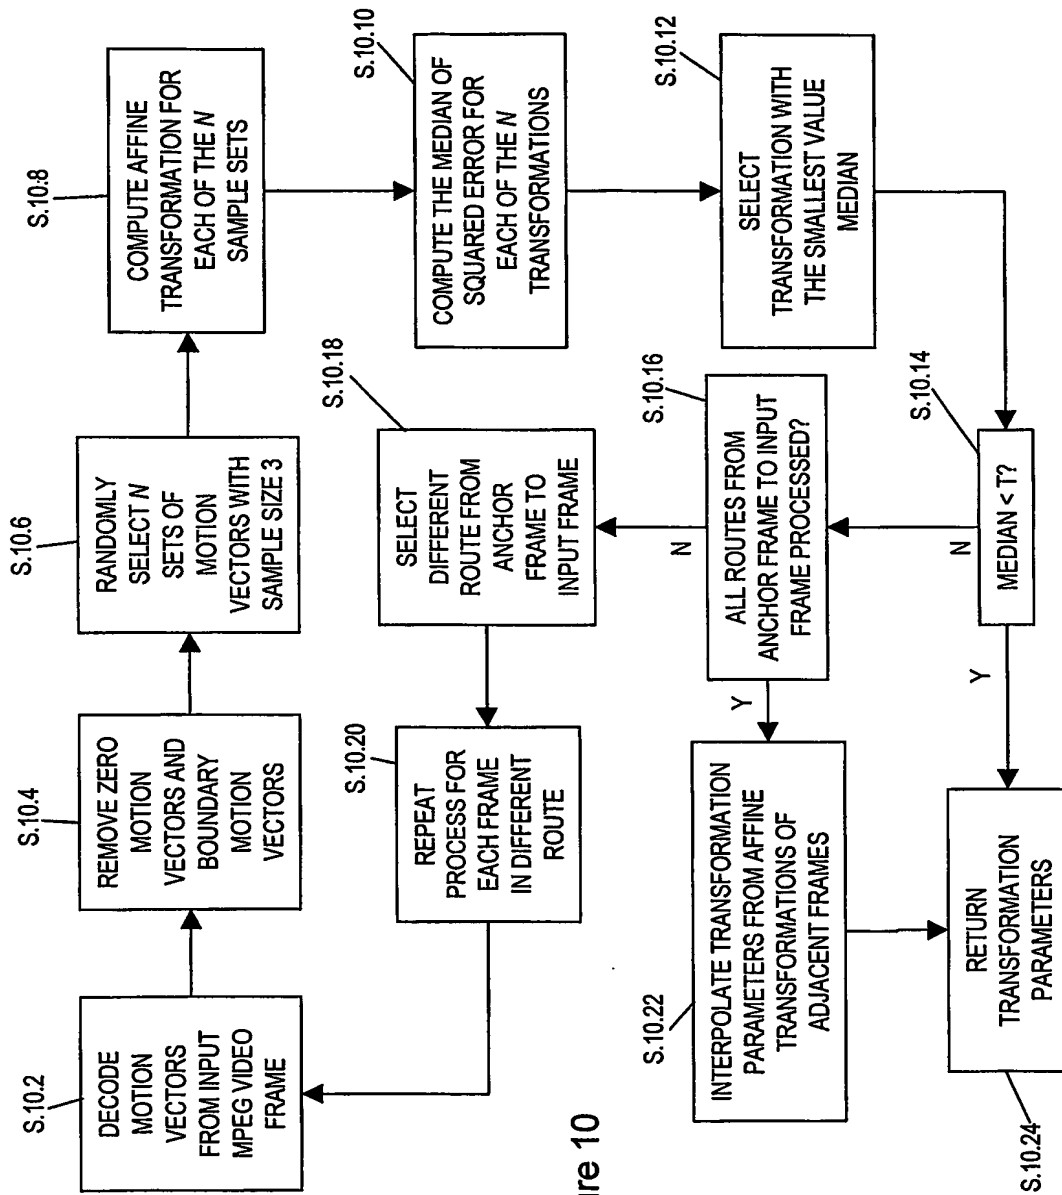 S.10.2
DECODE
MOTION
VECTORS
FROM INPUT
MPEG VIDEO
FRAME
S.10.4
REMOVE ZERO
MOTION
VECTORS AND
BOUNDARY
MOTION
VECTORS
S.10.6
RANDOMLY
SELECT N
SETS OF
MOTION
VECTORS WITH
SAMPLE SIZE 3
S.10.8
COMPUTE AFFINE
TRANSFORMATION FOR
EACH OF THE N
SAMPLE SETS
S.10.10
COMPUTE THE MEDIAN OF
SQUARED ERROR FOR
EACH OF THE N
TRANSFORMATIONS
S.10.12
SELECT
TRANSFORMATION WITH
THE SMALLEST VALUE
MEDIAN
S.10.14
MEDIAN < T?
N
Y
S.10.16
ALL ROUTES FROM
ANCHOR FRAME TO INPUT
FRAME PROCESSED?
N
Y
S.10.18
SELECT
DIFFERENT
ROUTE FROM
ANCHOR
FRAME TO
INPUT FRAME
S.10.20
REPEAT
PROCESS FOR
EACH FRAME
IN DIFFERENT
ROUTE
S.10.22
INTERPOLATE TRANSFORMATION
PARAMETERS FROM AFFINE
TRANSFORMATIONS OF
ADJACENT FRAMES
S.10.24
RETURN
TRANSFORMATION
PARAMETERS
ure 10